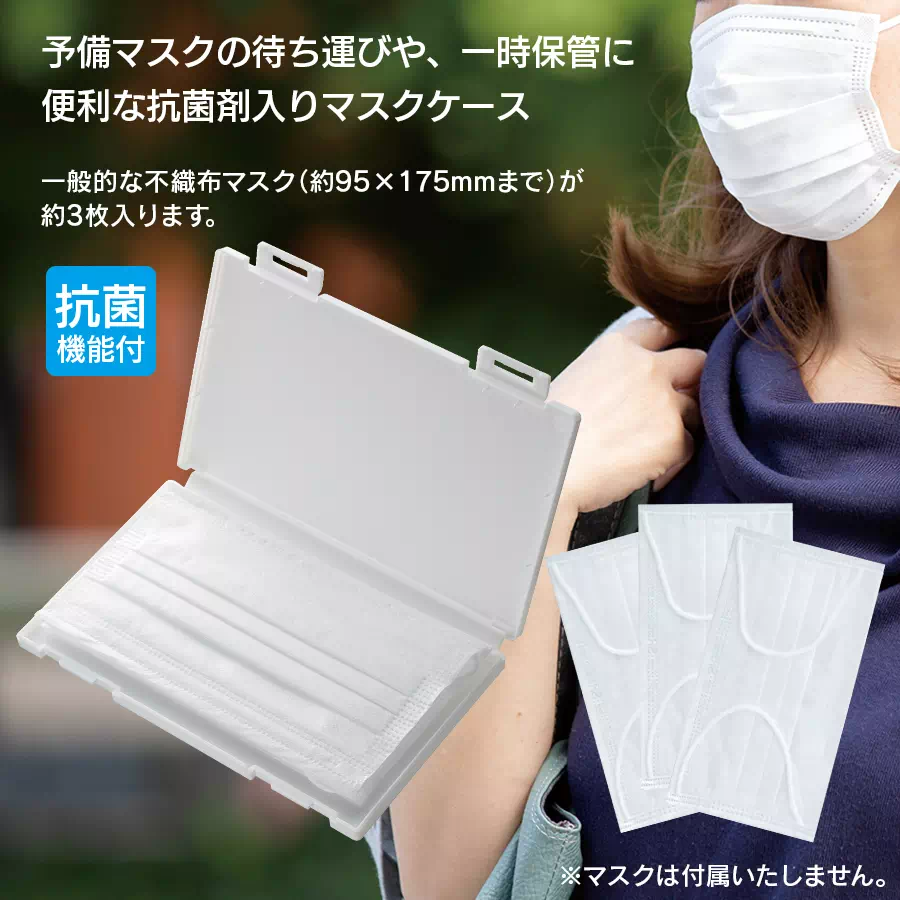 予備マスクの待ち運びや、一時保管に
便利な抗菌剤入りマスクケース
一般的な不織布マスク(約95×175mmまで)が
約3枚入ります。
抗菌
機能付
※マスクは付属いたしません。